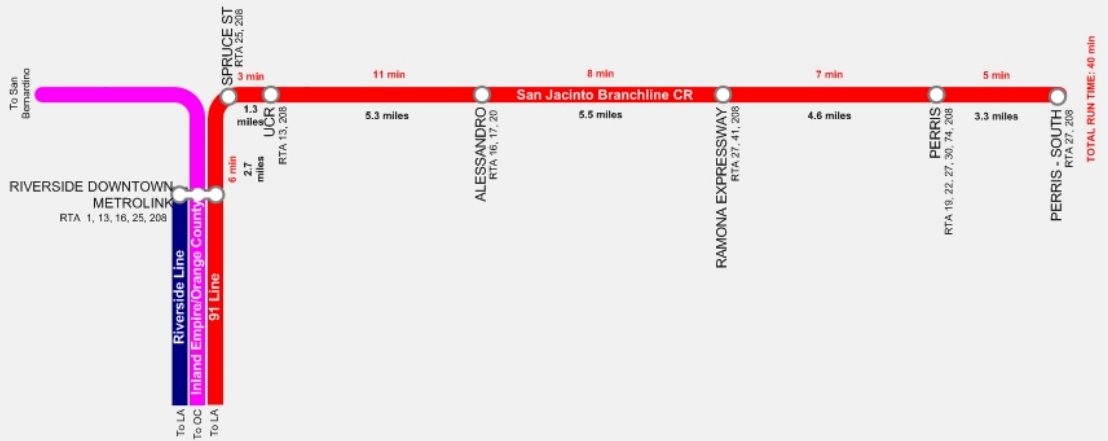 To San
Bernardino
SPRUCE ST
RTA 25, 208
3 min
1.3
miles
UCR
RTA 13, 208
11 min
5.3 miles
ALESSANDRO
RTA 16, 17, 20
8 min
San Jacinto Branchline CR
5.5 miles
RAMONA EXPRESSWAY
RTA 27, 41, 208
7 min
4.6 miles
PERRIS
RTA 19, 22, 27, 30, 74, 208
5 min
3.3 miles
PERRIS - SOUTH
RTA 27, 208
TOTAL RUN TIME: 40 min
6 min
2.7
miles
RIVERSIDE DOWNTOWN
METROLINK
RTA 1, 13, 16, 25, 208
Riverside Line
Inland Empire/Orange County
91 Line
To LA
To OC
To LA